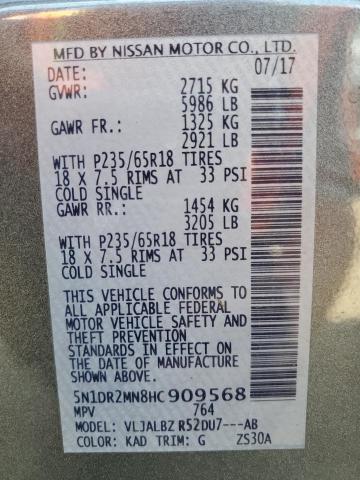 MFD BY NISSAN MOTOR CO., LTD.
DATE: 07/17
GVWR: 2715 KG
5986 LB
GAWR FR.: 1325 KG
2921 LB
WITH P235/65R18 TIRES
18 X 7.5 RIMS AT 33 PSI
COLD SINGLE
GAWR RR.: 1454 KG
3205 LB
WITH P235/65R18 TIRES
18 X 7.5 RIMS AT 33 PSI
COLD SINGLE
THIS VEHICLE CONFORMS TO
ALL APPLICABLE FEDERAL
MOTOR VEHICLE SAFETY AND
THEFT PREVENTION
STANDARDS IN EFFECT ON
THE DATE OF MANUFACTURE
SHOWN ABOVE.
5N1DR2MN8HC909568
MPV 764
MODEL: VLJALBZ R52DU7---AB
COLOR: KAD TRIM: G ZS30A